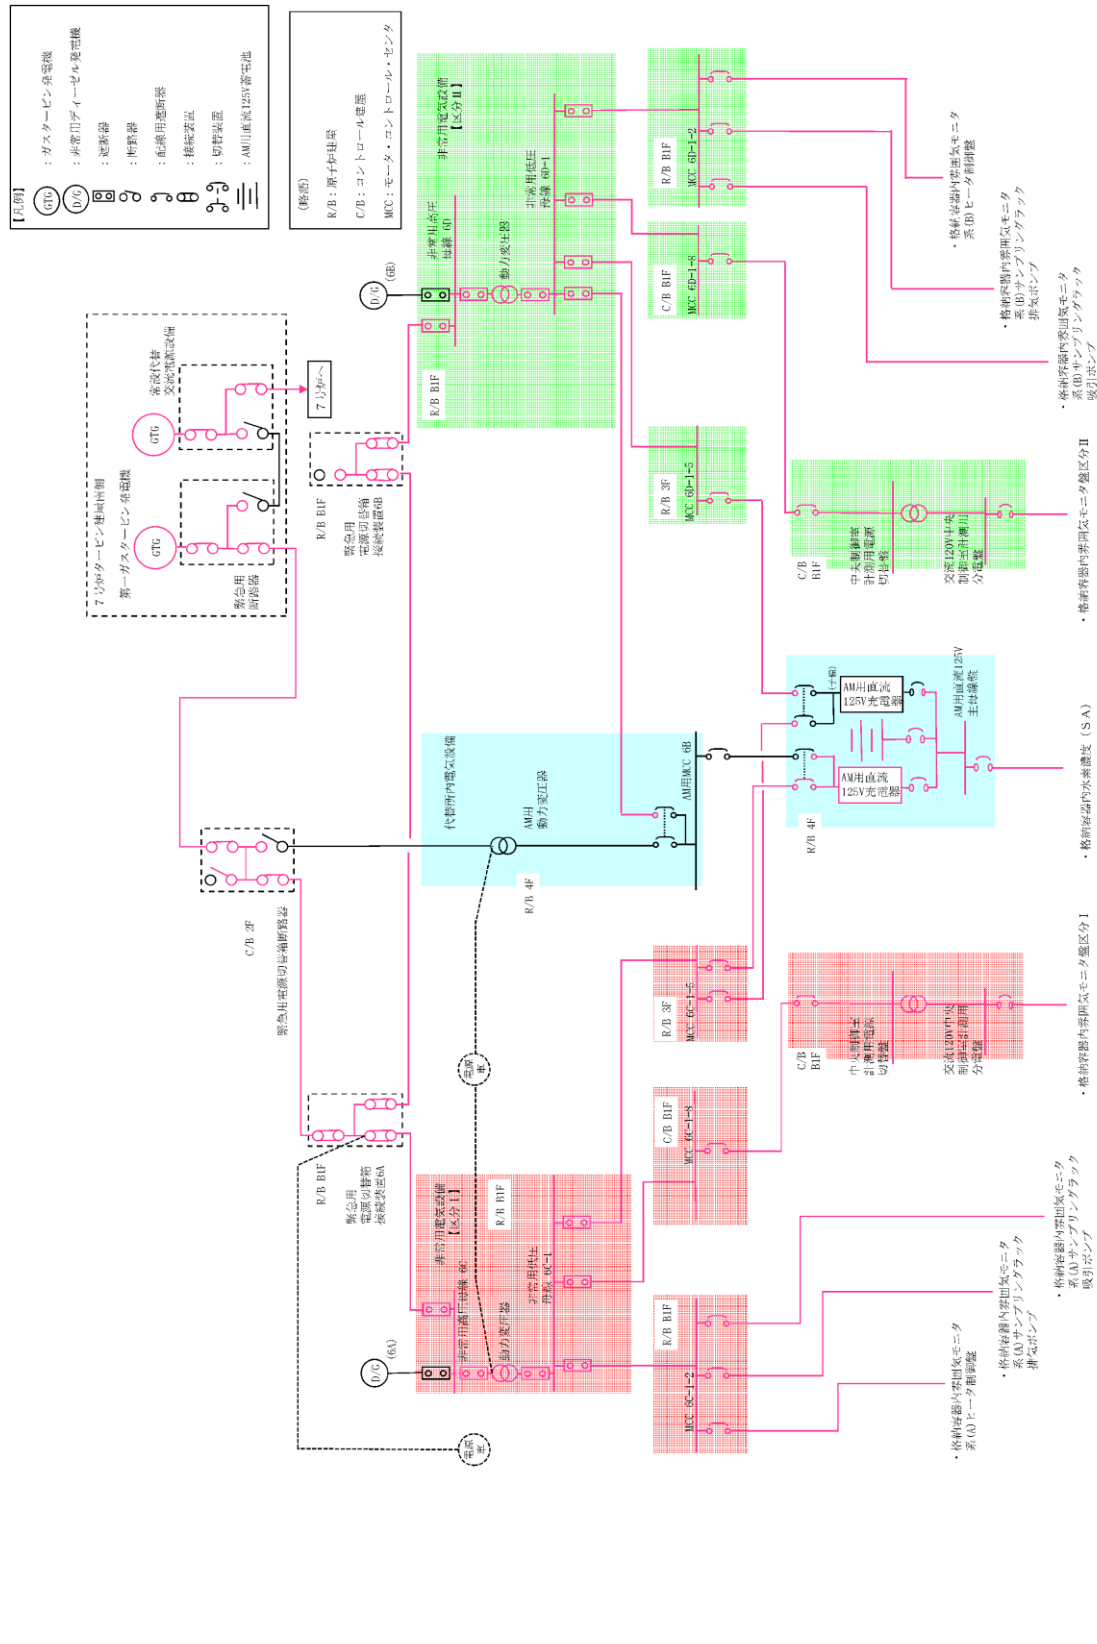 【凡例】
GTG
：ガスタービン発電機
D/G
：非常用ディーゼル発電機
：遮断器
：断路器
：配線用遮断器
：接続装置
：切替装置
：AM用直流125V蓄電池
(略語)
R/B：原子炉建屋
C/B：コントロール建屋
MCC：モータ・コントロール・センタ
7号炉タービン建屋南側
第一ガスタービン発電機
GTG
GTG
常設代替
交流電源設備
緊急用
断路器
7号炉へ
R/B B1F
緊急用
電源切替箱
接続装置6B
C/B 2F
緊急用電源切替箱断路器
R/B B1F
緊急用
電源切替箱
接続装置6A
D/G
(6A)
D/G
(6B)
電源
車
電源
車
非常用電気設備
【区分Ⅰ】
R/B B1F
非常用高圧母線 6C
動力変圧器
非常用低圧
母線 6C-1
代替所内電気設備
AM用
動力変圧器
R/B 4F
AM用MCC 6B
非常用電気設備
【区分Ⅱ】
R/B B1F
非常用高圧
母線 6D
動力変圧器
非常用低圧
母線 6D-1
R/B B1F
MCC 6C-1-2
C/B B1F
MCC 6C-1-8
R/B 3F
MCC 6C-1-5
R/B 3F
MCC 6D-1-5
C/B B1F
MCC 6D-1-8
R/B B1F
MCC 6D-1-2
C/B
B1F
中央制御室
計測用電源
切替盤
交流120V中央
制御室計測用
分電盤
R/B 4F
AM用直流
125V充電器
AM用直流
125V充電器
(予備)
AM用直流125V
主母線盤
C/B
B1F
中央制御室
計測用電源
切替盤
交流120V中央
制御室計測用
分電盤
・格納容器内雰囲気モニタ
系(A)ヒータ制御盤
・格納容器内雰囲気モニタ
系(A)サンプリングラック
排気ポンプ
・格納容器内雰囲気モニタ
系(A)サンプリングラック
吸引ポンプ
・格納容器内雰囲気モニタ盤区分Ⅰ
・格納容器内水素濃度（ＳＡ）
・格納容器内雰囲気モニタ盤区分Ⅱ
・格納容器内雰囲気モニタ
系(B)サンプリングラック
吸引ポンプ
・格納容器内雰囲気モニタ
系(B)サンプリングラック
排気ポンプ
・格納容器内雰囲気モニタ
系(B)ヒータ制御盤